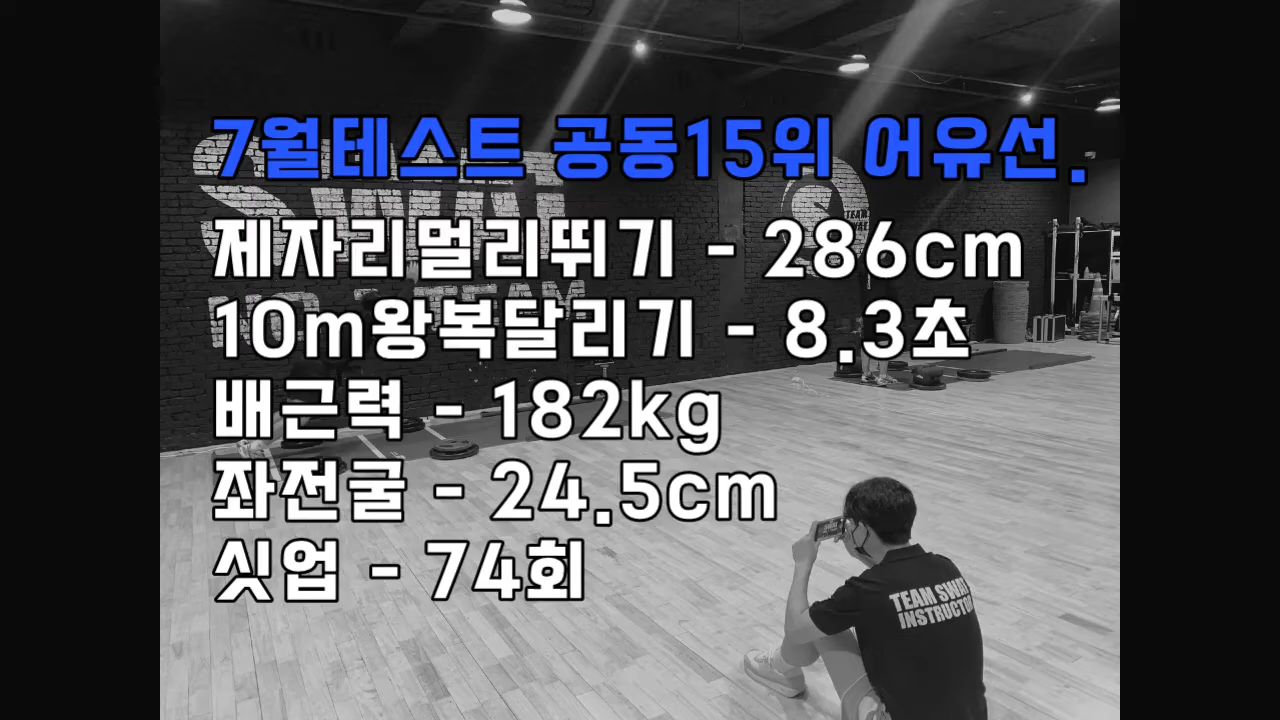 7월테스트 공동15위 어유선.
제자리멀리뛰기 - 286cm
10m왕복달리기 - 8.3초
배근력 - 182kg
좌전굴 - 24.5cm
싯업 - 74회
TEAM SWAT
INSTRUCTOR